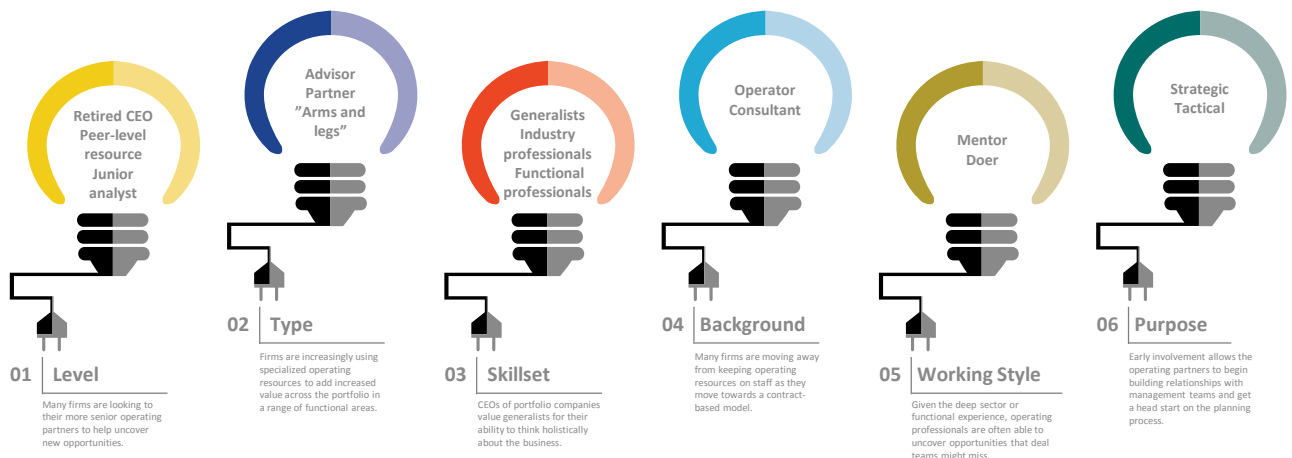 Retired CEO
Peer-level
resource
Junior
analyst
01 Level
Many firms are looking to
their more senior operating
partners to help uncover
new opportunities.
Advisor
Partner
”Arms and
legs”
02 Type
Firms are increasingly using
specialized operating
resources to add increased
value across the portfolio in
a range of functional areas.
Generalists
Industry
professionals
Functional
professionals
03 Skillset
CEOs of portfolio companies
value generalists for their
ability to think holistically
about the business.
Operator
Consultant
04 Background
Many firms are moving away
from keeping operating
resources on staff as they
move towards a contract-
based model.
Mentor
Doer
05 Working Style
Given the deep sector or
functional experience, operating
professionals are often able to
uncover opportunities that deal
teams might miss
Strategic
Tactical
06 Purpose
Early involvement allows the
operating partners to begin
building relationships with
management teams and get
a head start on the planning
process.